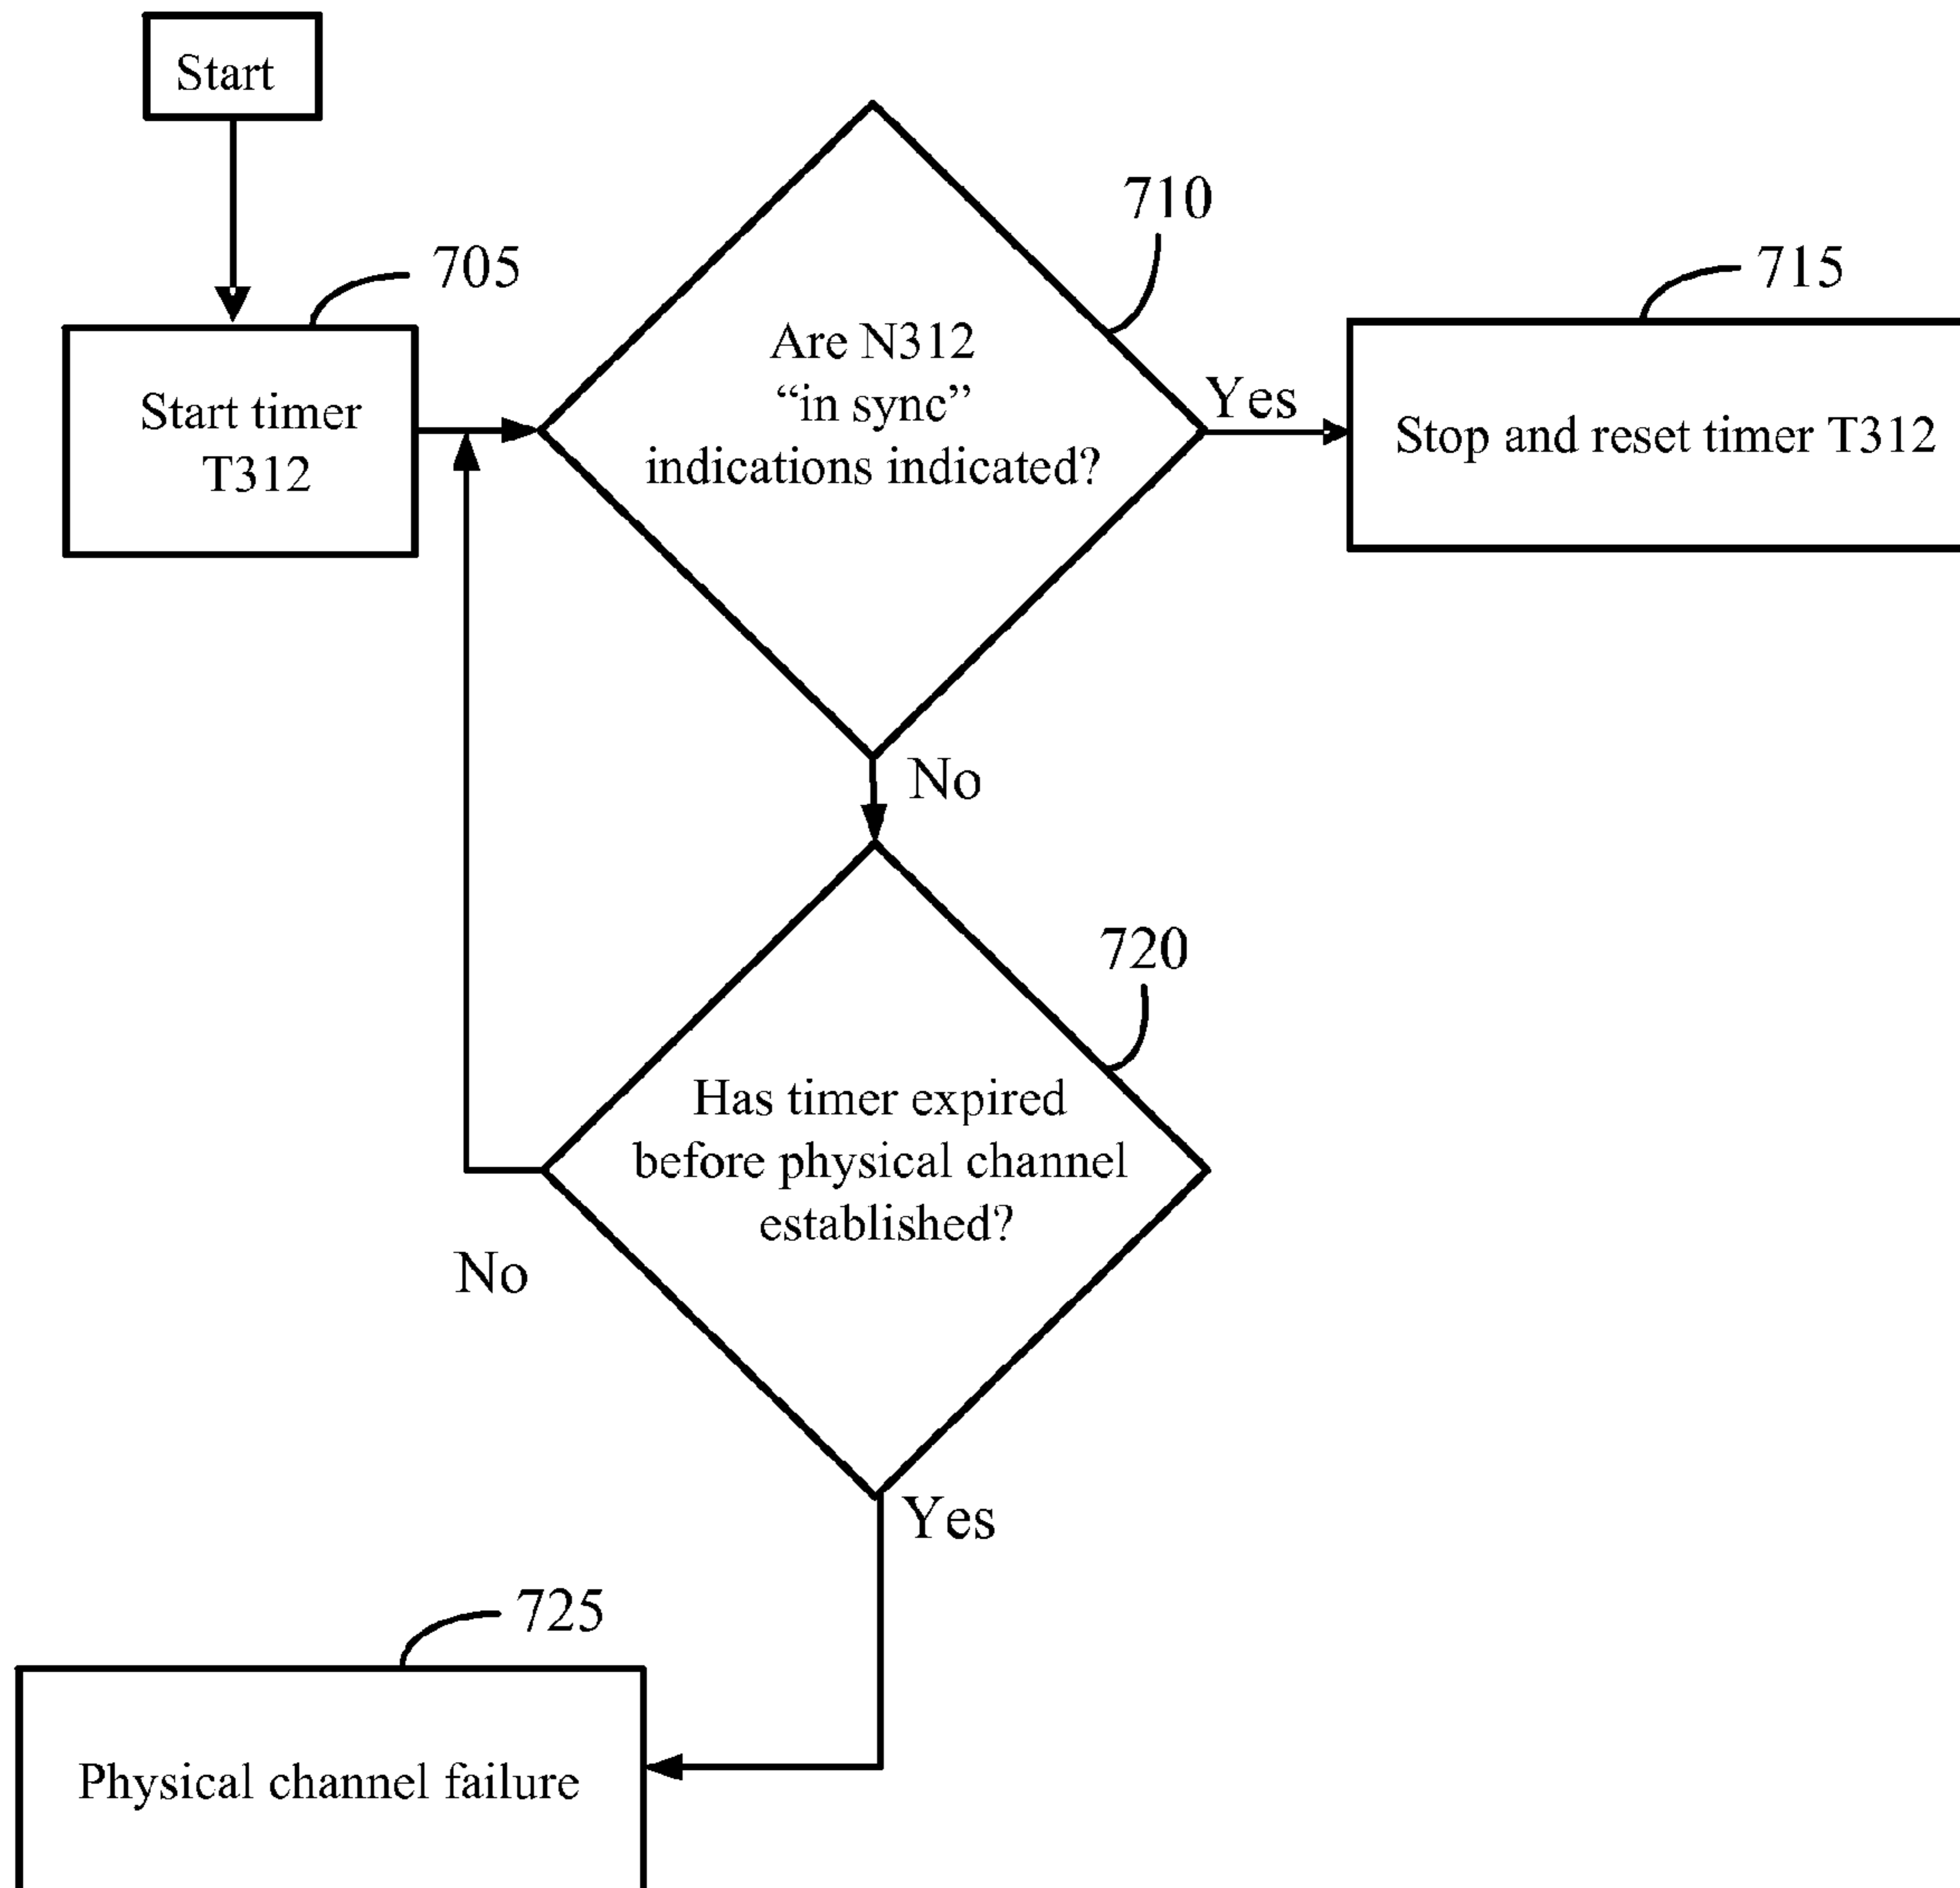 Start
705
Start timer
T312
710
Are N312
“in sync”
indications indicated?
Yes
715
Stop and reset timer T312
No
720
Has timer expired
before physical channel
established?
No
Yes
725
Physical channel failure